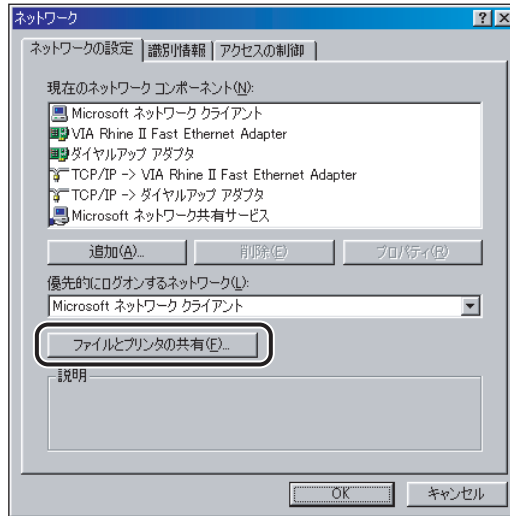 ネットワーク
ネットワークの設定 識別情報 アクセスの制御
現在のネットワーク コンポーネント(N):
Microsoft ネットワーク クライアント
VIA Rhine II Fast Ethernet Adapter
ダイヤルアップ アダプタ
TCP/IP -> VIA Rhine II Fast Ethernet Adapter
TCP/IP -> ダイヤルアップ アダプタ
Microsoft ネットワーク共有サービス
追加(A)... 削除(E) プロパティ(R)
優先的にログオンするネットワーク(L):
Microsoft ネットワーク クライアント
ファイルとプリンタの共有(F)...
説明
OK キャンセル